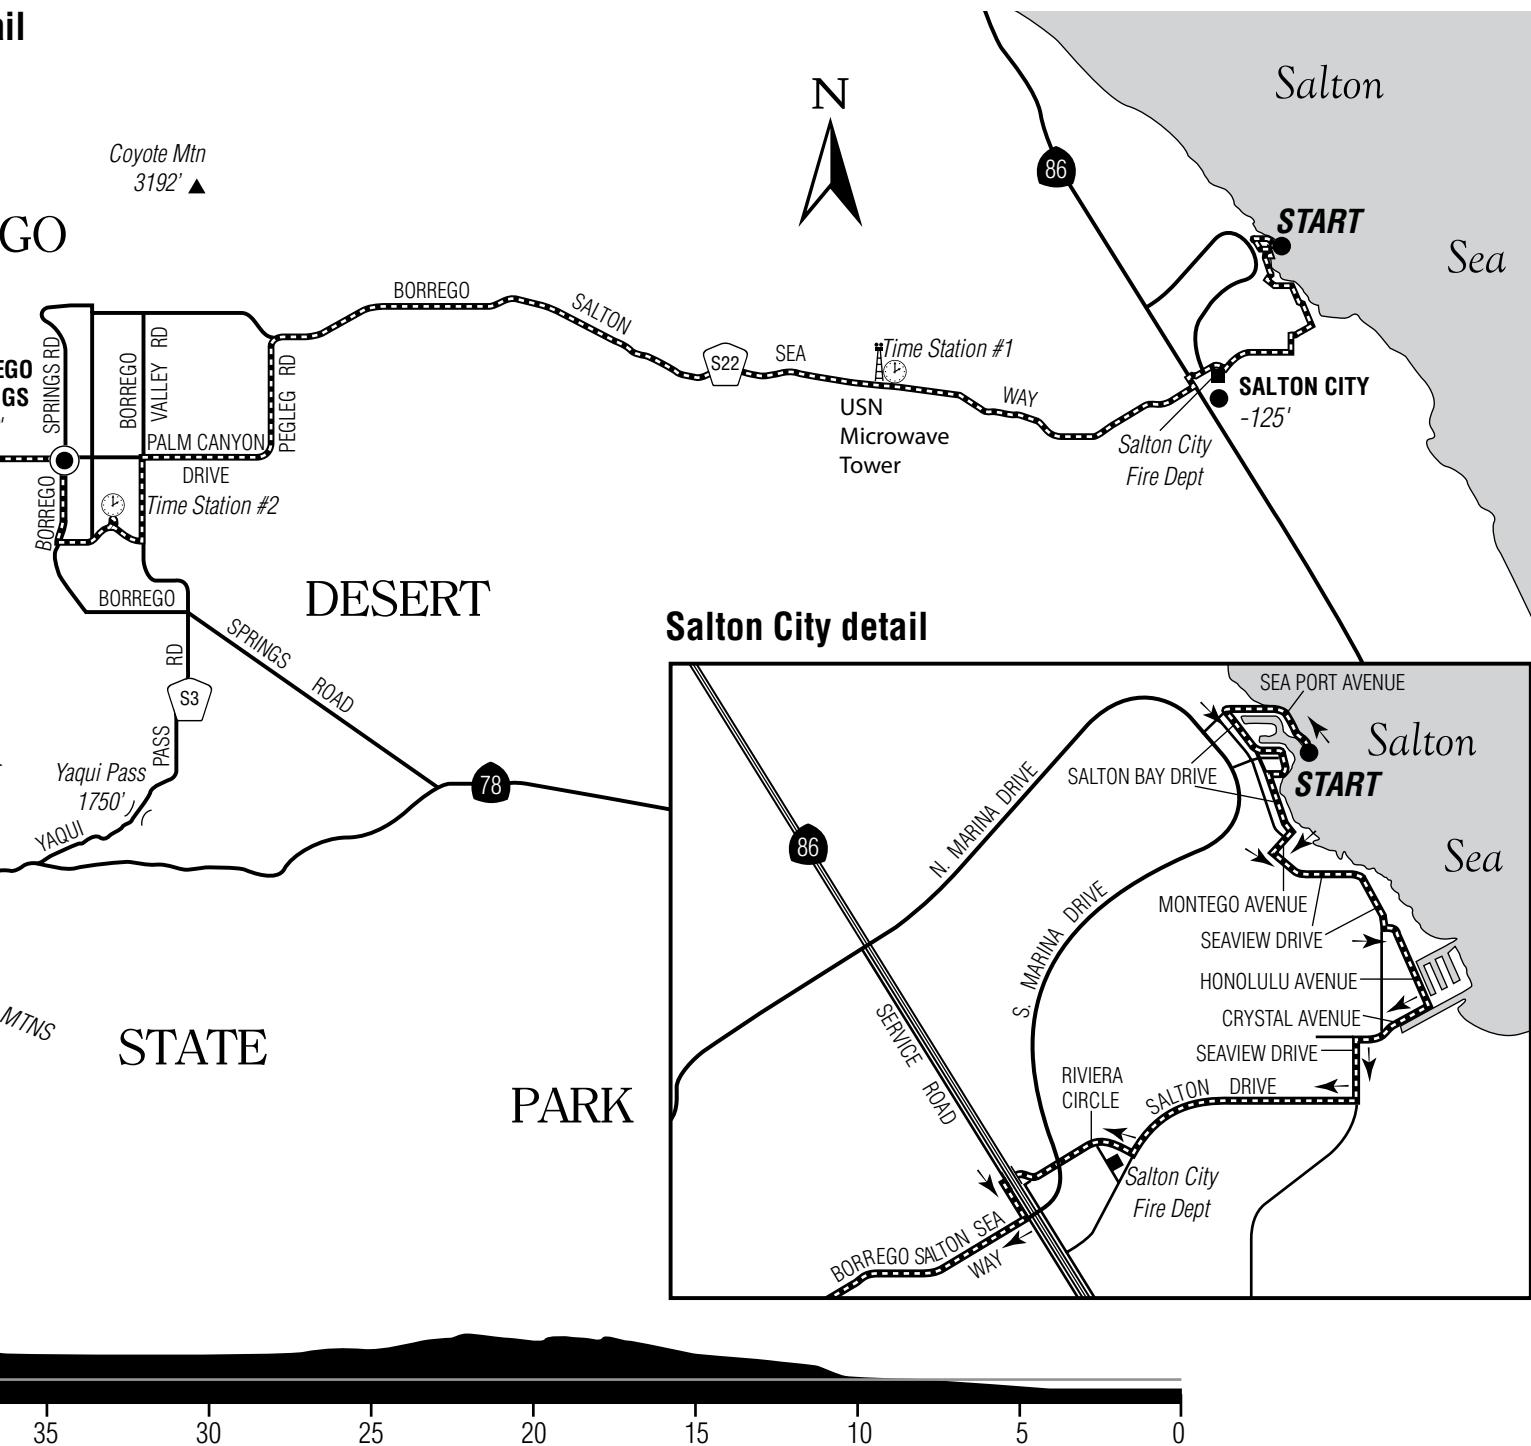 ail
Salton
N
Coyote Mtn
3192'
86
START
GO
Sea
BORREGO
SALTON
S22
SEA
Time Station #1
WAY
USN
Microwave
Tower
SALTON CITY
-125'
Salton City
Fire Dept
EGO
GS
'
SPRINGS RD
BORREGO
VALLEY RD
PEGLEG RD
PALM CANYON
DRIVE
Time Station #2
BORREGO
BORREGO
DESERT
SPRINGS
ROAD
RD
S3
PASS
Yaqui Pass
1750'
YAQUI
78
MTNS
STATE
PARK
Salton City detail
SEA PORT AVENUE
Salton
SALTON BAY DRIVE
START
N. MARINA DRIVE
86
Sea
S. MARINA DRIVE
MONTEGO AVENUE
SEAVIEW DRIVE
HONOLULU AVENUE
CRYSTAL AVENUE
SEAVIEW DRIVE
SERVICE ROAD
RIVIERA
CIRCLE
SALTON DRIVE
Salton City
Fire Dept
BORREGO SALTON SEA
WAY
35 30 25 20 15 10 5 0